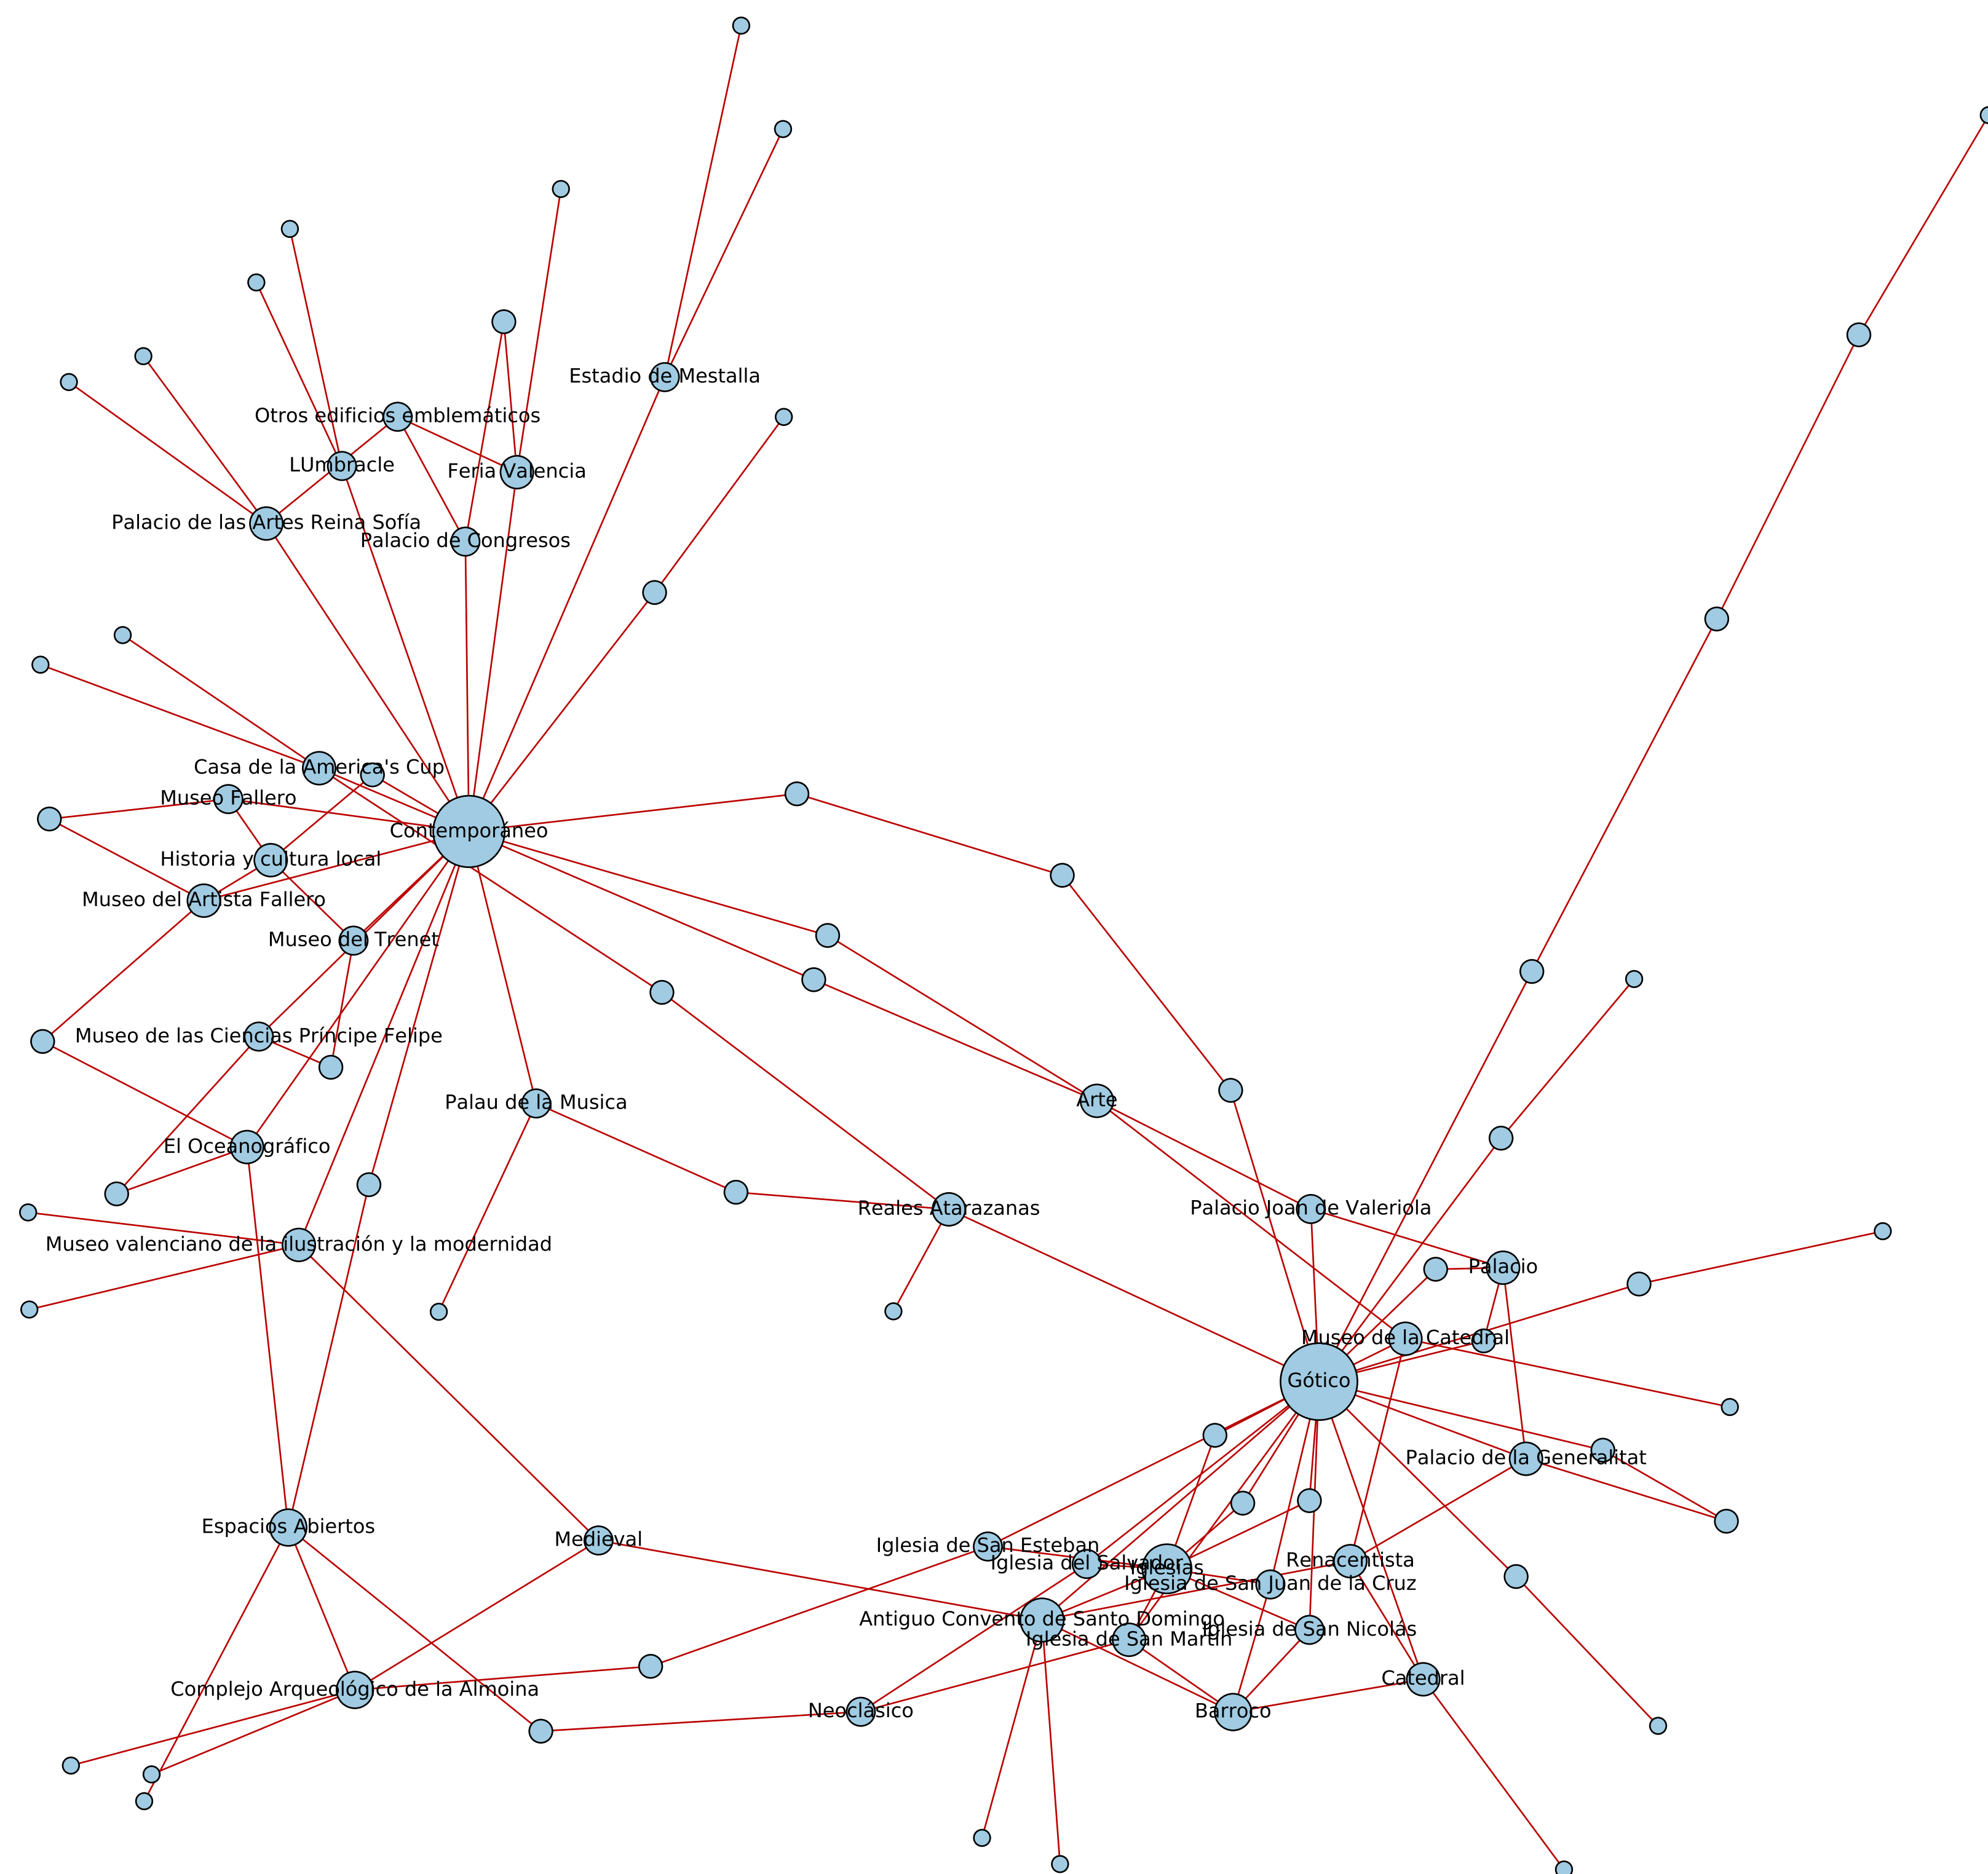 Estadio de Mestalla
Otros edificios emblemáticos
LUmbracle
Feria Valencia
Palacio de las Artes Reina Sofía
Palacio de Congresos
Casa de la America's Cup
Museo Fallero
Contemporáneo
Historia y cultura local
Museo del Artista Fallero
Museo del Trenet
Museo de las Ciencias Príncipe Felipe
Arte
Palau de la Musica
El Oceanográfico
Reales Atarazanas
Palacio Joan de Valeriola
Museo valenciano de la ilustración y la modernidad
Palacio
Museo de la Catedral
Gótico
Palacio de la Generalitat
Espacios Abiertos
Medieval
Iglesia de San Esteban
Iglesia del Salvador
Iglesias
Renacentista
Iglesia de San Juan de la Cruz
Antiguo Convento de Santo Domingo
Iglesia de San Nicolás
Iglesia de San Martín
Catedral
Complejo Arqueológico de la Almoina
Neoclásico
Barroco